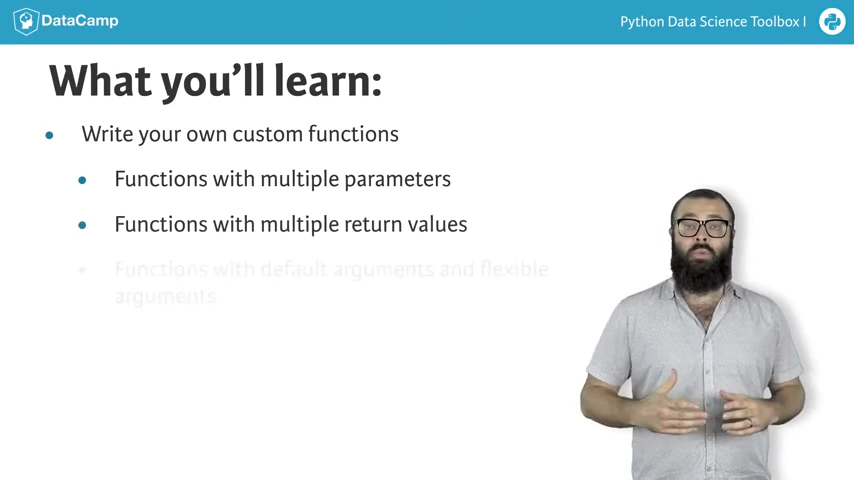 DataCamp
Python Data Science Toolbox I
What you'll learn:
Write your own custom functions
Functions with multiple parameters
Functions with multiple return values
Functions with default arguments and flexible
arguments